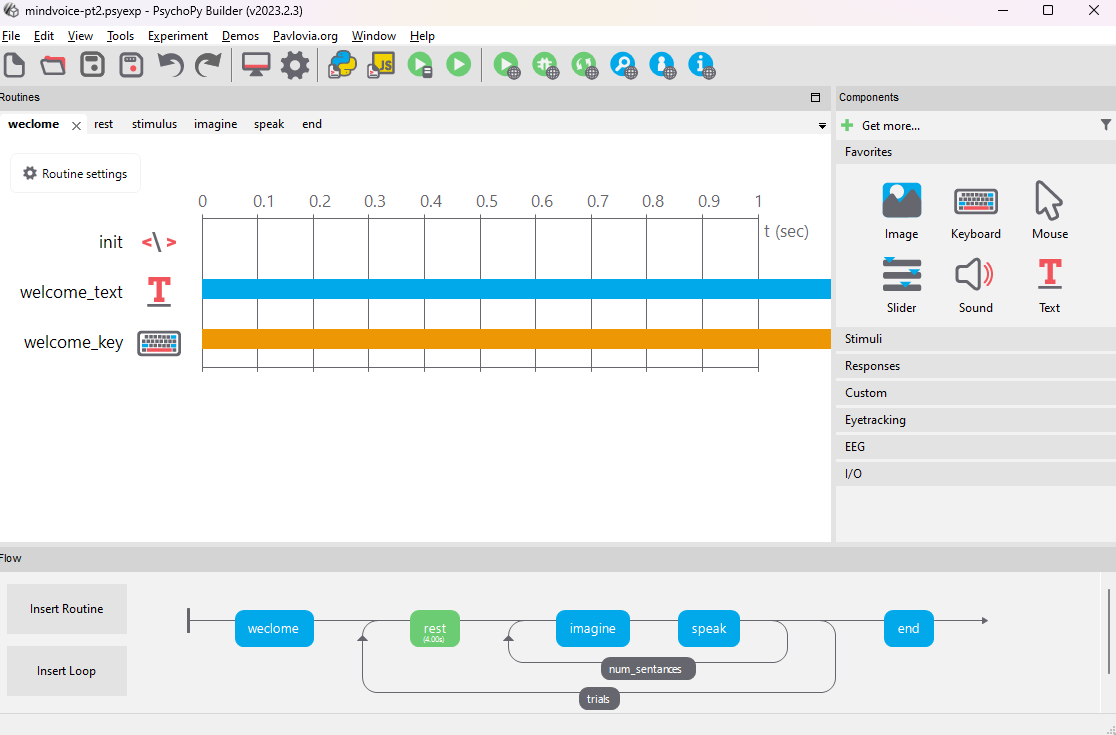 mindvoice-pt2.psyexp - PsychoPy Builder (v2023.2.3)
File Edit View Tools Experiment Demos Pavlovia.org Window Help
JS
Routines
weclome rest stimulus imagine speak end
Routine settings
0 0.1 0.2 0.3 0.4 0.5 0.6 0.7 0.8 0.9 1
t (sec)
init
welcome_text
welcome_key
Components
Get more...
Favorites
Image Keyboard Mouse
Slider Sound Text
Stimuli
Responses
Custom
Eyetracking
EEG
I/O
Flow
Insert Routine
Insert Loop
weclome
rest
(4.00s)
imagine
speak
end
num_sentances
trials